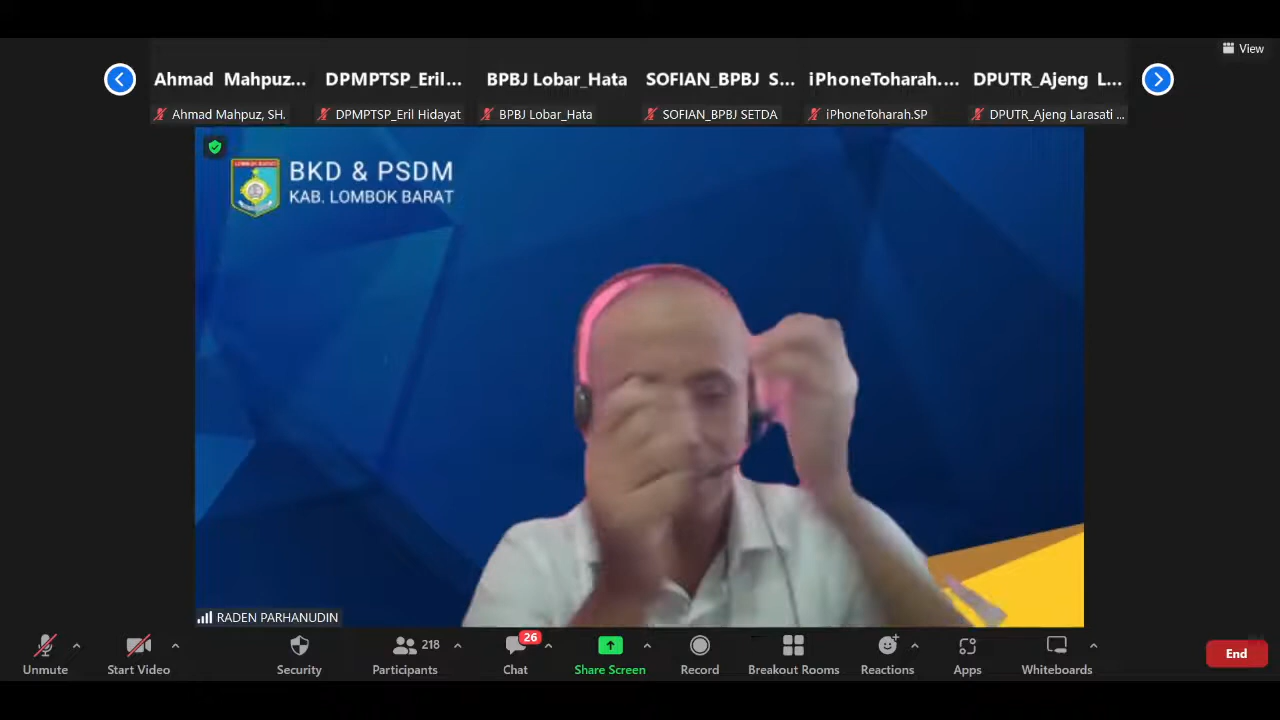 View
Ahmad Mahpuz...
DPMPTSP_Eril...
BPBJ Lobar_Hata
SOFIAN_BPBJ S...
iPhoneToharah....
DPUTR_Ajeng L...
Ahmad Mahpuz, SH.
DPMPTSP_Eril Hidayat
BPBJ Lobar_Hata
SOFIAN_BPBJ SETDA
iPhoneToharah.SP
DPUTR_Ajeng Larasati ...
BKD & PSDM
KAB. LOMBOK BARAT
RADEN PARHANUDIN
218
26
Unmute
Start Video
Security
Participants
Chat
Share Screen
Record
Breakout Rooms
Reactions
Apps
Whiteboards
End